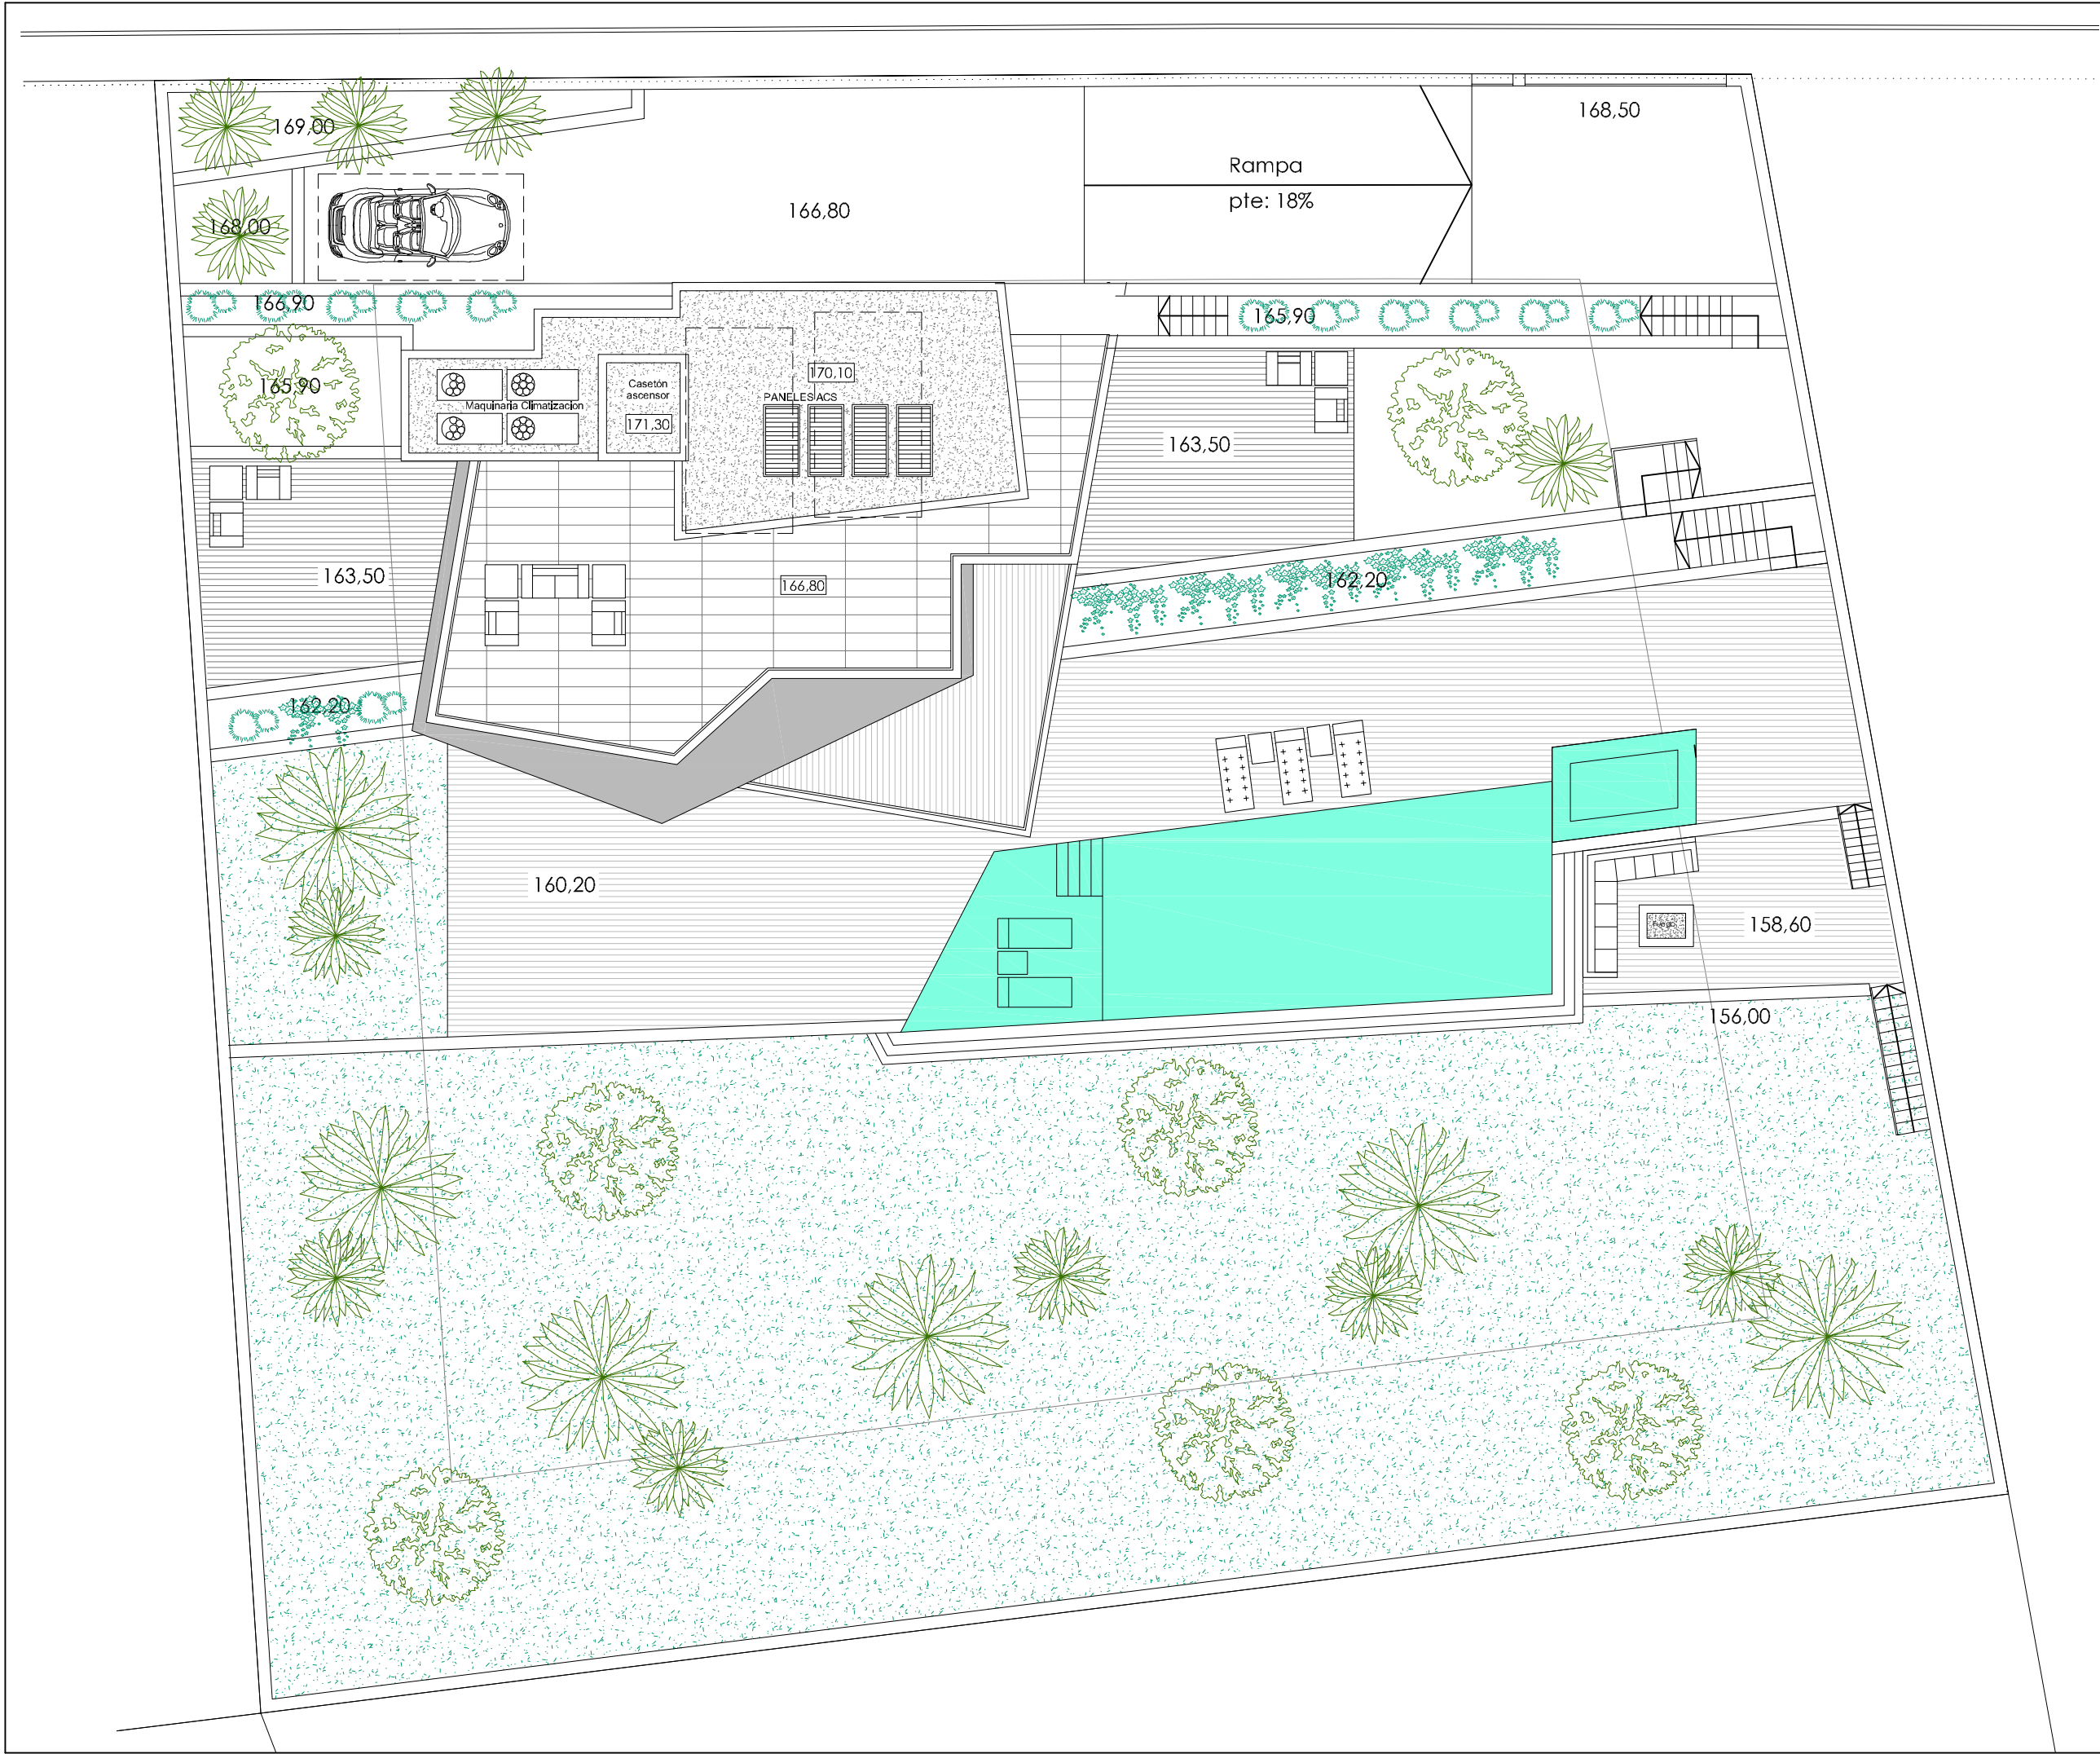 168,50
169,00
Rampa
pte: 18%
166,80
168,00
166,90
165,90
170,10
Casetón
ascensor
165,90
PANELES ACS
Maquinaria Climatizacion
171,30
163,50
163,50
162,20
166,80
162,20
160,20
Fuego
158,60
156,00